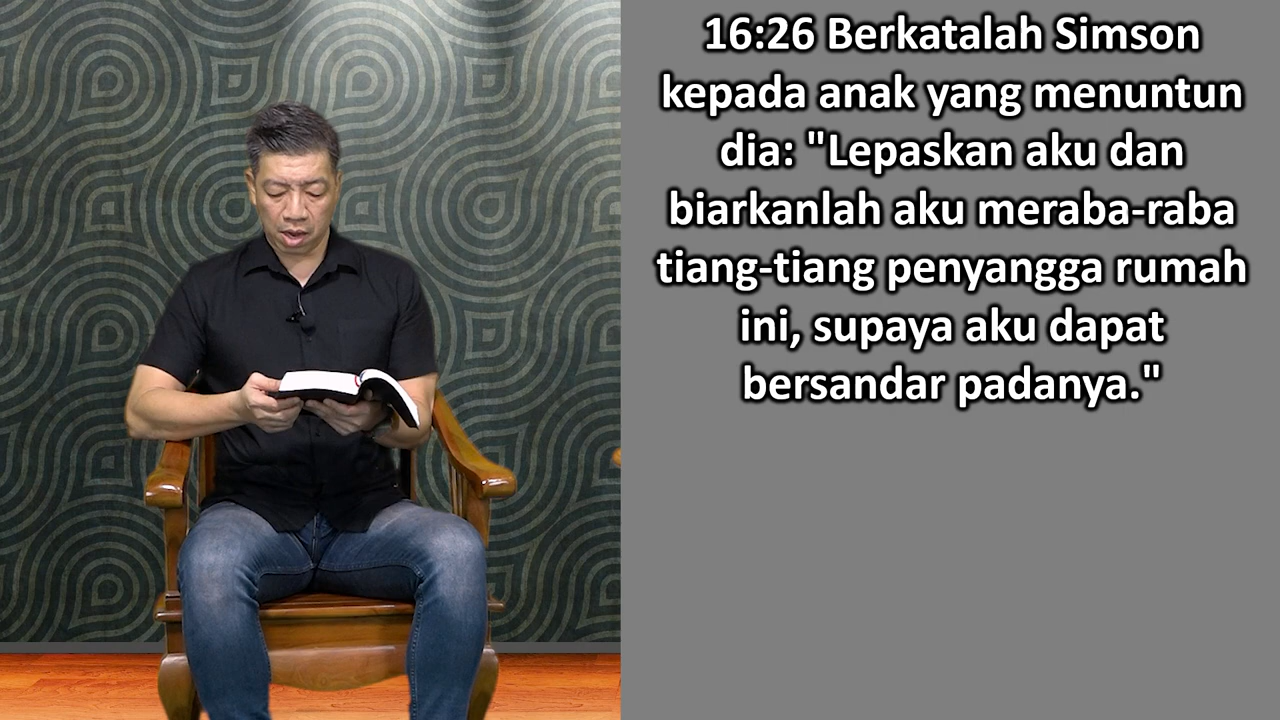 16:26 Berkatalah Simson
kepada anak yang menuntun
dia: "Lepaskan aku dan
biarkanlah aku meraba-raba
tiang-tiang penyangga rumah
ini, supaya aku dapat
bersandar padanya."